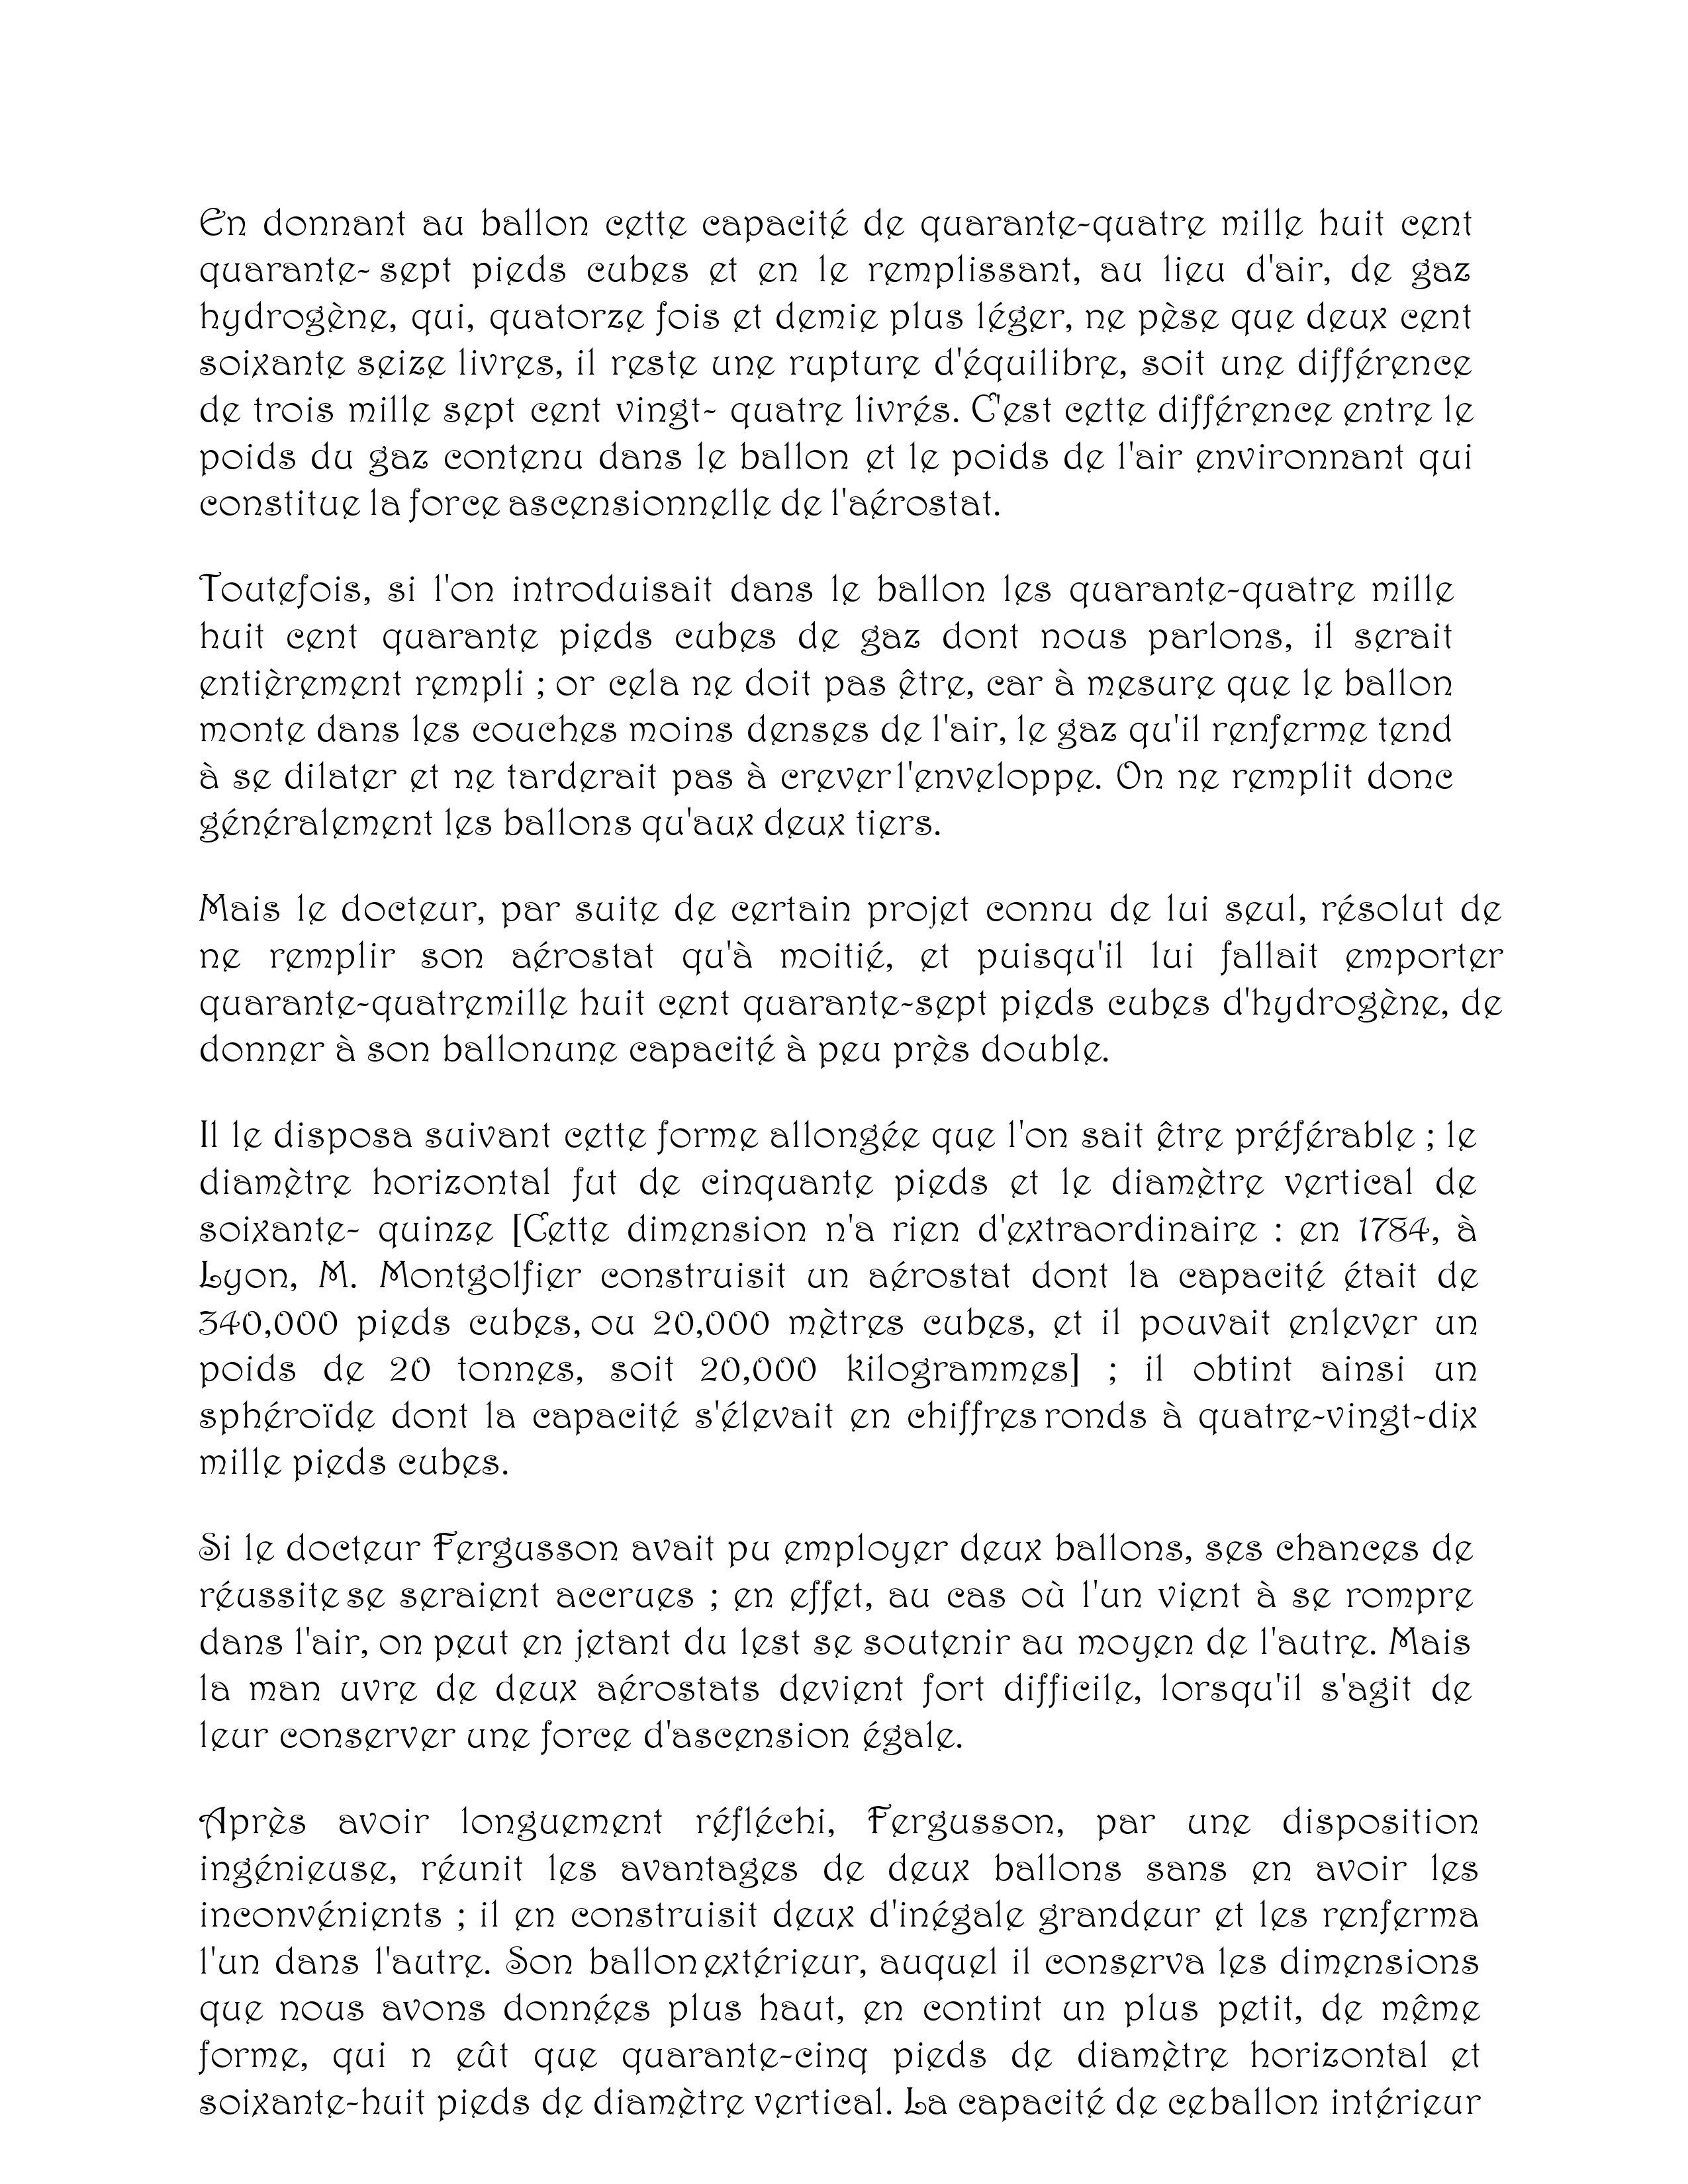 En donnant au ballon cette capacité de quarante-quatre mille huit cent
quarante- sept pieds cubes et en le remplissant, au lieu d'air, de gaz
hydrogène, qui, quatorze fois et demie plus léger, ne pèse que deux cent
soixante seize livres, il reste une rupture d'équilibre, soit une différence
de trois mille sept cent vingt- quatre livrés. C'est cette différence entre le
poids du gaz contenu dans le ballon et le poids de l'air environnant qui
constitue la force ascensionnelle de l'aérostat.

Toutefois, si l'on introduisait dans le ballon les quarante-quatre mille
huit cent quarante pieds cubes de gaz dont nous parlons, il serait
entièrement rempli ; or cela ne doit pas être, car à mesure que le ballon
monte dans les couches moins denses de l'air, le gaz qu'il renferme tend
à se dilater et ne tarderait pas à crever l'enveloppe. On ne remplit donc
généralement les ballons qu'aux deux tiers.

Mais le docteur, par suite de certain projet connu de lui seul, résolut de
ne remplir son aérostat qu'à moitié, et puisqu'il lui fallait emporter
quarante-quatremille huit cent quarante-sept pieds cubes d'hydrogène, de
donner à son ballonune capacité à peu près double.

Il le disposa suivant cette forme allongée que l'on sait être préférable ; le
diamètre horizontal fut de cinquante pieds et le diamètre vertical de
soixante- quinze [Cette dimension n'a rien d'extraordinaire : en 1784, à
Lyon, M. Montgolfier construisit un aérostat dont la capacité était de
340,000 pieds cubes, ou 20,000 mètres cubes, et il pouvait enlever un
poids de 20 tonnes, soit 20,000 kilogrammes] ; il obtint ainsi un
sphéroïde dont la capacité s'élevait en chiffres ronds à quatre-vingt-dix
mille pieds cubes.

Si le docteur Fergusson avait pu employer deux ballons, ses chances de
réussite se seraient accrues ; en effet, au cas où l'un vient à se rompre
dans l'air, on peut en jetant du lest se soutenir au moyen de l'autre. Mais
la man uvre de deux aérostats devient fort difficile, lorsqu'il s'agit de
leur conserver une force d'ascension égale.

Après avoir longuement réfléchi, Fergusson, par une disposition
ingénieuse, réunit les avantages de deux ballons sans en avoir les
inconvénients ; il en construisit deux d'inégale grandeur et les renferma
l'un dans l'autre. Son ballon extérieur, auquel il conserva les dimensions
que nous avons données plus haut, en contint un plus petit, de même
forme, qui n eût que quarante-cinq pieds de diamètre horizontal et
soixante-huit pieds de diamètre vertical. La capacité de ceballon intérieur